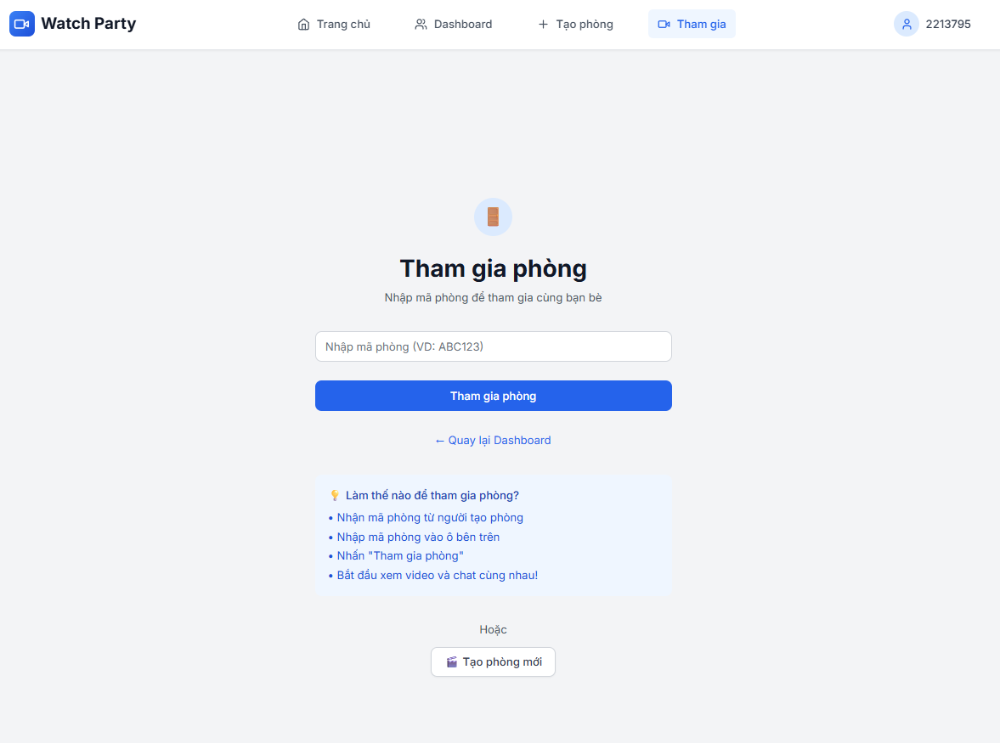 Watch Party
Trang chủ
Dashboard
Tạo phòng
Tham gia
2213795
Tham gia phòng
Nhập mã phòng để tham gia cùng bạn bè
Nhập mã phòng (VD: ABC123)
Tham gia phòng
← Quay lại Dashboard
💡 Làm thế nào để tham gia phòng?
• Nhận mã phòng từ người tạo phòng
• Nhập mã phòng vào ô bên trên
• Nhấn "Tham gia phòng"
• Bắt đầu xem video và chat cùng nhau!
Hoặc
🎬 Tạo phòng mới